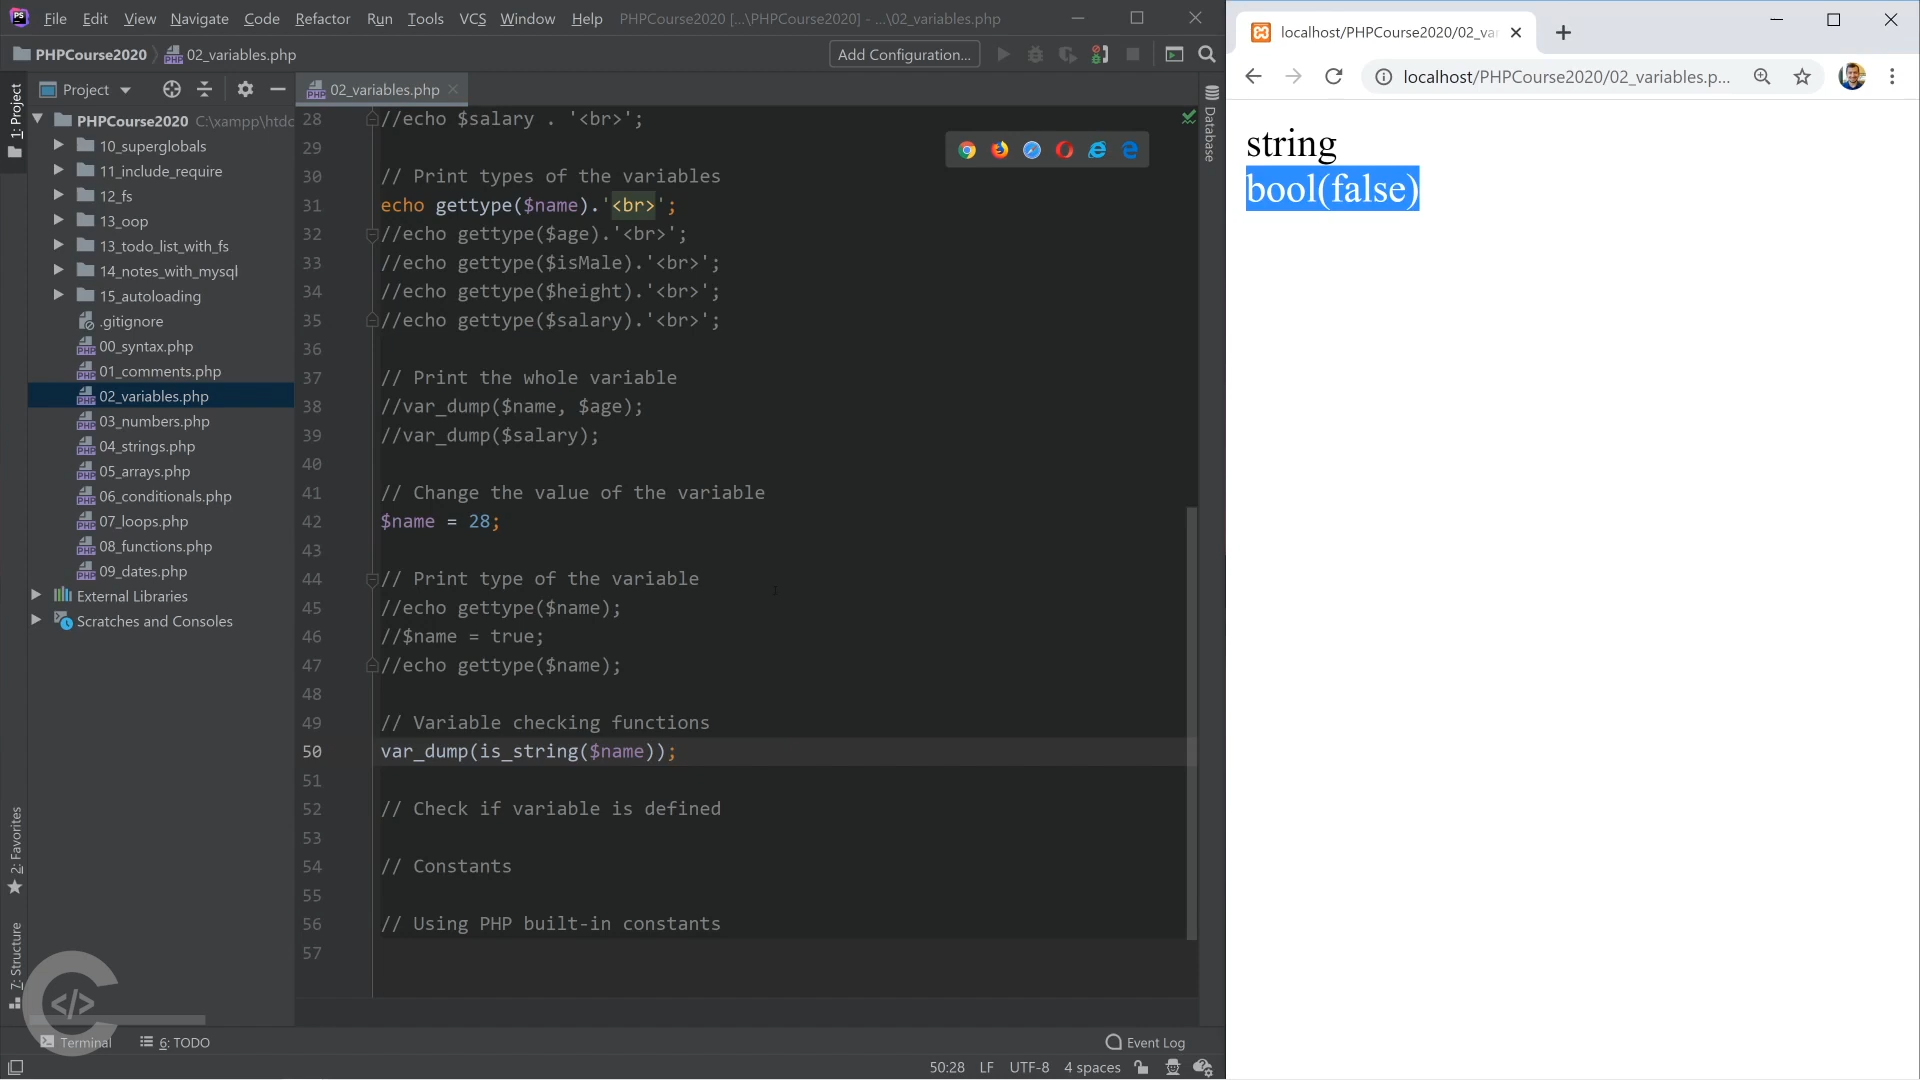 File Edit View Navigate Code Refactor Run Tools VCS Window Help PHPCourse2020 [...\PHPCourse2020] - ...\02_variables.php
PHPCourse2020 02_variables.php Add Configuration...
1: Project
Project
02_variables.php
PHPCourse2020 C:\xampp\htdc
10_superglobals
11_include_require
12_fs
13_oop
13_todo_list_with_fs
14_notes_with_mysql
15_autoloading
.gitignore
00_syntax.php
01_comments.php
02_variables.php
03_numbers.php
04_strings.php
05_arrays.php
06_conditionals.php
07_loops.php
08_functions.php
09_dates.php
External Libraries
Scratches and Consoles
2: Favorites
7: Structure
28 //echo $salary . '<br>';
29
30 // Print types of the variables
31 echo gettype($name).'<br>';
32 //echo gettype($age).'<br>';
33 //echo gettype($isMale).'<br>';
34 //echo gettype($height).'<br>';
35 //echo gettype($salary).'<br>';
36
37 // Print the whole variable
38 //var_dump($name, $age);
39 //var_dump($salary);
40
41 // Change the value of the variable
42 $name = 28;
43
44 // Print type of the variable
45 //echo gettype($name);
46 //$name = true;
47 //echo gettype($name);
48
49 // Variable checking functions
50 var_dump(is_string($name));
51
52 // Check if variable is defined
53
54 // Constants
55
56 // Using PHP built-in constants
57
Database
Terminal 6: TODO Event Log
50:28 LF UTF-8 4 spaces
localhost/PHPCourse2020/02_var
localhost/PHPCourse2020/02_variables.p...
string
bool(false)